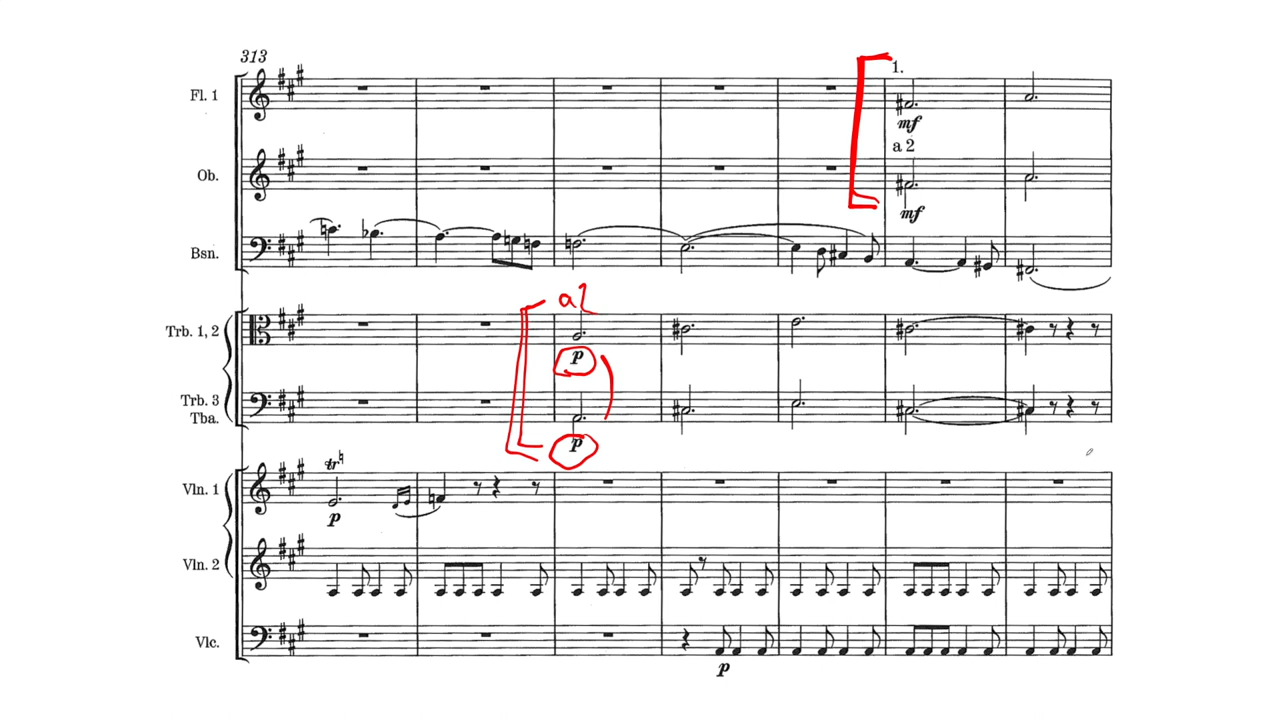 313
Fl. 1
1.
mf
Ob.
a 2
mf
Bsn.
a2
Trb. 1, 2
p
Trb. 3
Tba.
p
tr
Vln. 1
p
Vln. 2
Vlc.
p